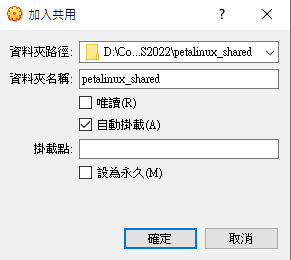 加入共用
資料夾路徑: D:\Co...S2022\petalinux_shared
資料夾名稱: petalinux_shared
唯讀(R)
自動掛載(A)
掛載點:
設為永久(M)
確定 取消